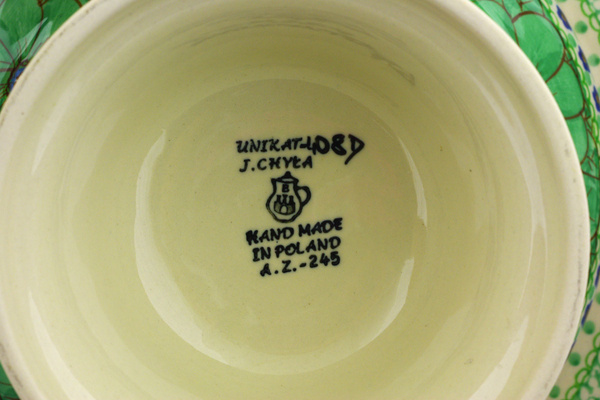 UNIKAT-408D
J.CHYŁA
B
HAND MADE
IN POLAND
A.Z.-245